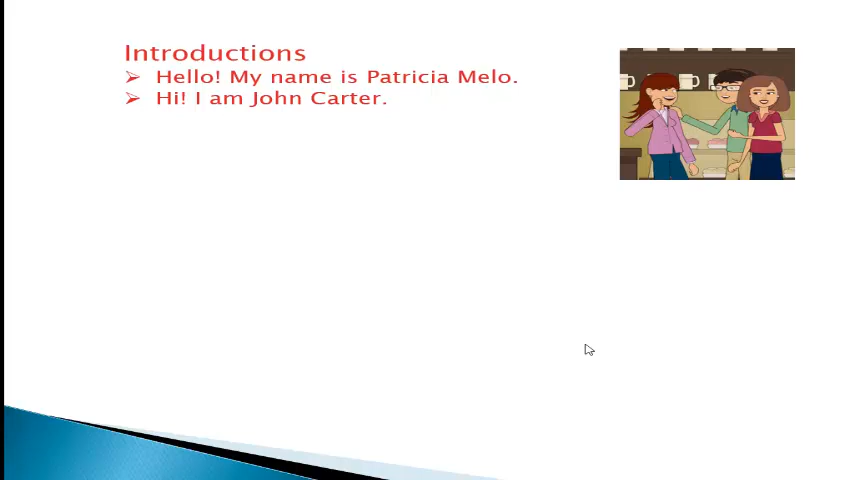 Introductions
➢ Hello! My name is Patricia Melo.
➢ Hi! I am John Carter.